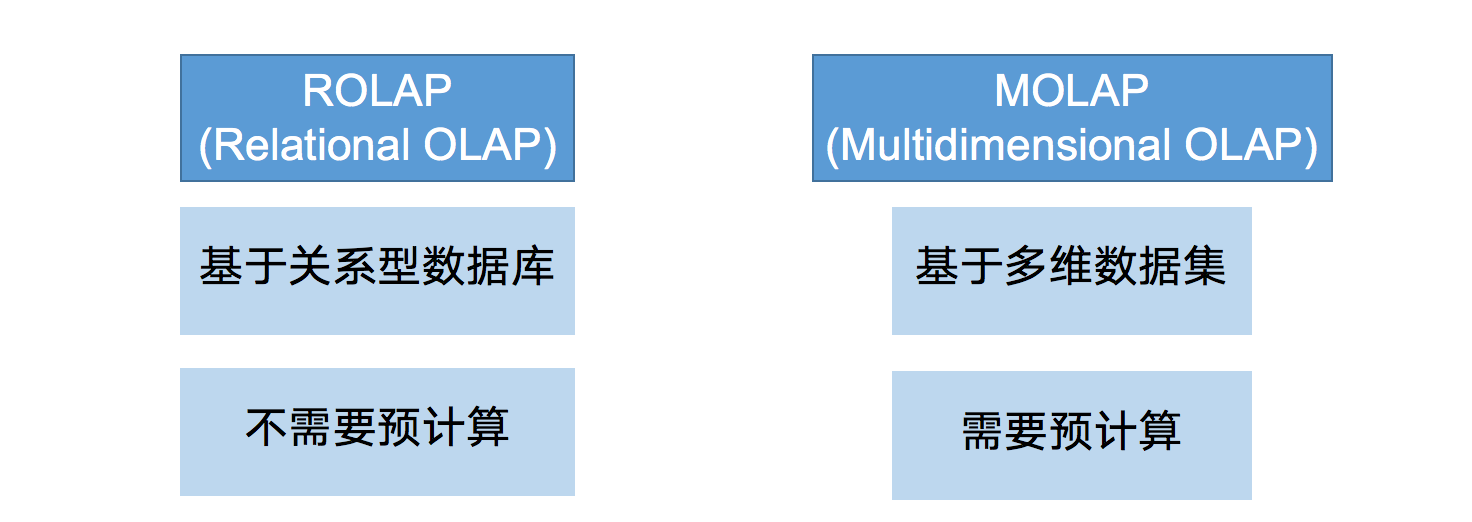 ROLAP
(Relational OLAP)
基于关系型数据库
不需要预计算
MOLAP
(Multidimensional OLAP)
基于多维数据集
需要预计算